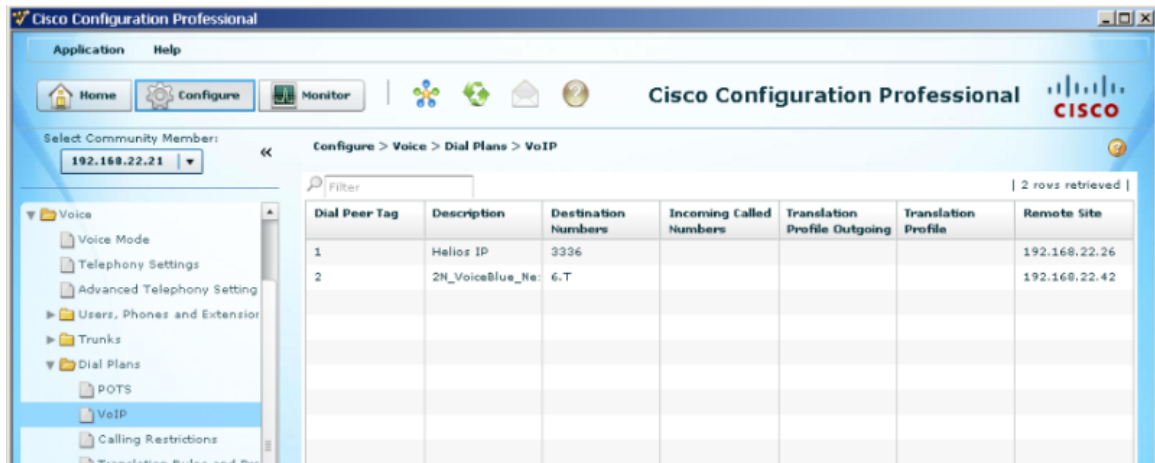 Cisco Configuration Professional
Application Help
Home Configure Monitor Cisco Configuration Professional CISCO
Select Community Member:
192.168.22.21
Configure > Voice > Dial Plans > VoIP
Filter
| 2 rows retrieved |
Voice
Voice Mode
Telephony Settings
Advanced Telephony Setting
Users, Phones and Extension
Trunks
Dial Plans
POTS
VoIP
Calling Restrictions
Translation Rules and Pro
Dial Peer Tag Description Destination Numbers Incoming Called Numbers Translation Profile Outgoing Translation Profile Remote Site
1 Helios IP 3336 192.168.22.26
2 2N_VoiceBlue_Ne: 6.T 192.168.22.42